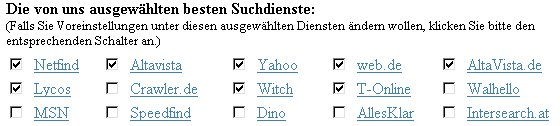 Die von uns ausgewählten besten Suchdienste:
(Falls Sie Voreinstellungen unter diesen ausgewählten Diensten ändern wollen, klicken Sie bitte den
entsprechenden Schalter an.)
Netfind Altavista Yahoo web.de AltaVista.de
Lycos Crawler.de Witch T-Online Walhello
MSN Speedfind Dino AllesKlar Intersearch.at